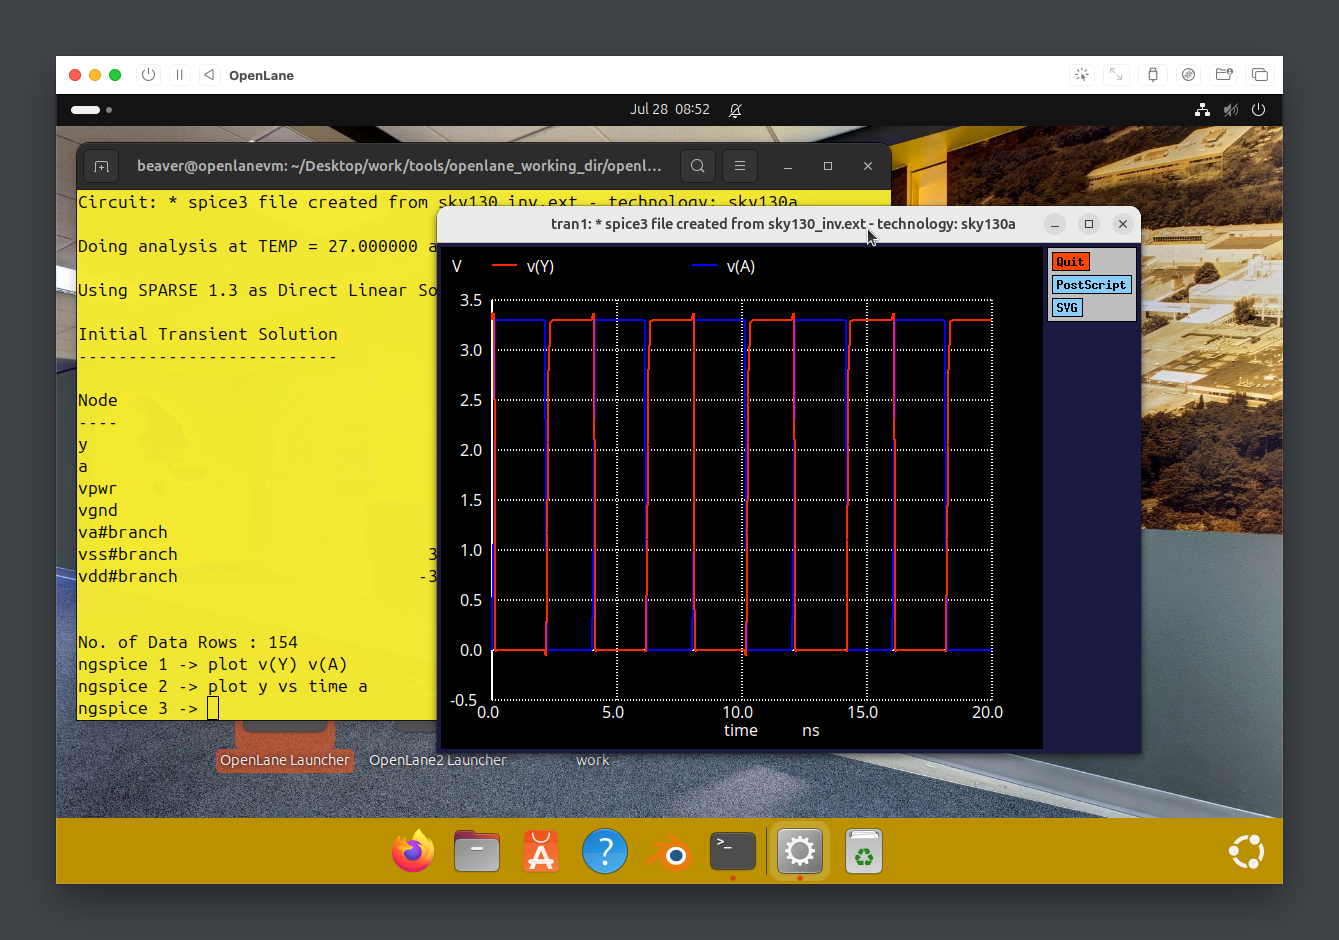 OpenLane
Jul 28 08:52
beaver@openlanevm: ~/Desktop/work/tools/openlane_working_dir/openl...
Circuit: * spice3 file created from sky130_inv.ext - technology: sky130a
Doing analysis at TEMP = 27.000000 a
Using SPARSE 1.3 as Direct Linear So
Initial Transient Solution
--------------------------
Node
----
y
a
vpwr
vgnd
va#branch
vss#branch 3
vdd#branch -3
No. of Data Rows : 154
ngspice 1 -> plot v(Y) v(A)
ngspice 2 -> plot y vs time a
ngspice 3 ->
tran1: * spice3 file created from sky130_inv.ext - technology: sky130a
V v(Y) v(A)
Quit
PostScript
SVG
3.5
3.0
2.5
2.0
1.5
1.0
0.5
0.0
-0.5
0.0 5.0 10.0 15.0 20.0
time ns
OpenLane Launcher
OpenLane2 Launcher
work